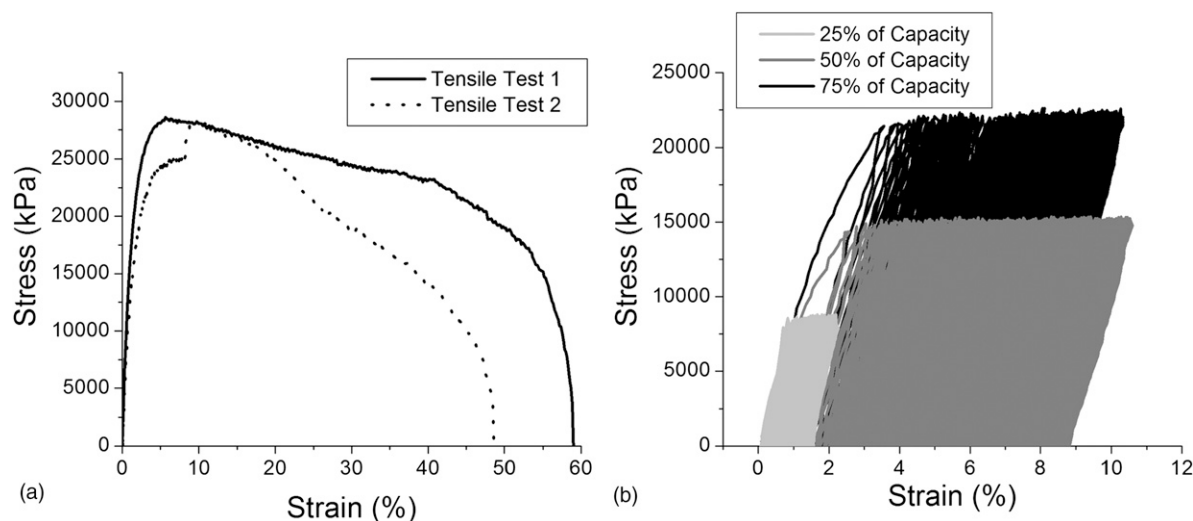 Tensile Test 1
Tensile Test 2
30000
25000
20000
15000
10000
5000
0
Stress (kPa)
0 10 20 30 40 50 60
Strain (%)
(a)
25% of Capacity
50% of Capacity
75% of Capacity
25000
20000
15000
10000
5000
0
Stress (kPa)
0 2 4 6 8 10 12
Strain (%)
(b)